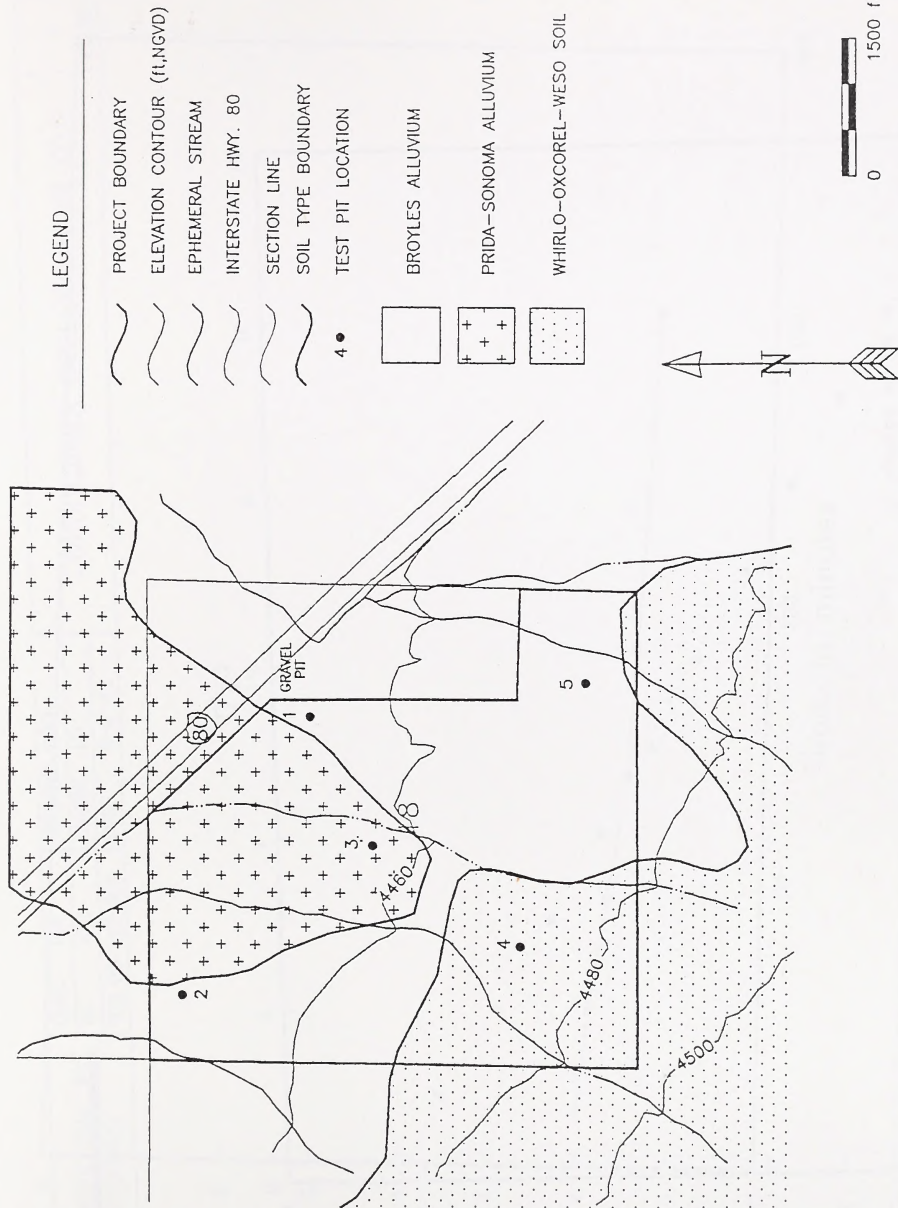 LEGEND
PROJECT BOUNDARY
ELEVATION CONTOUR (ft,NGVD)
EPHEMERAL STREAM
INTERSTATE HWY. 80
SECTION LINE
SOIL TYPE BOUNDARY
4 TEST PIT LOCATION
BROYLES ALLUVIUM
PRIDA-SONOMA ALLUVIUM
WHIRLO-OXCOREL-WESO SOIL
N
0 1500 f
80
GRAVEL
PIT
1
2
3
4
5
8
4460
4480
4500